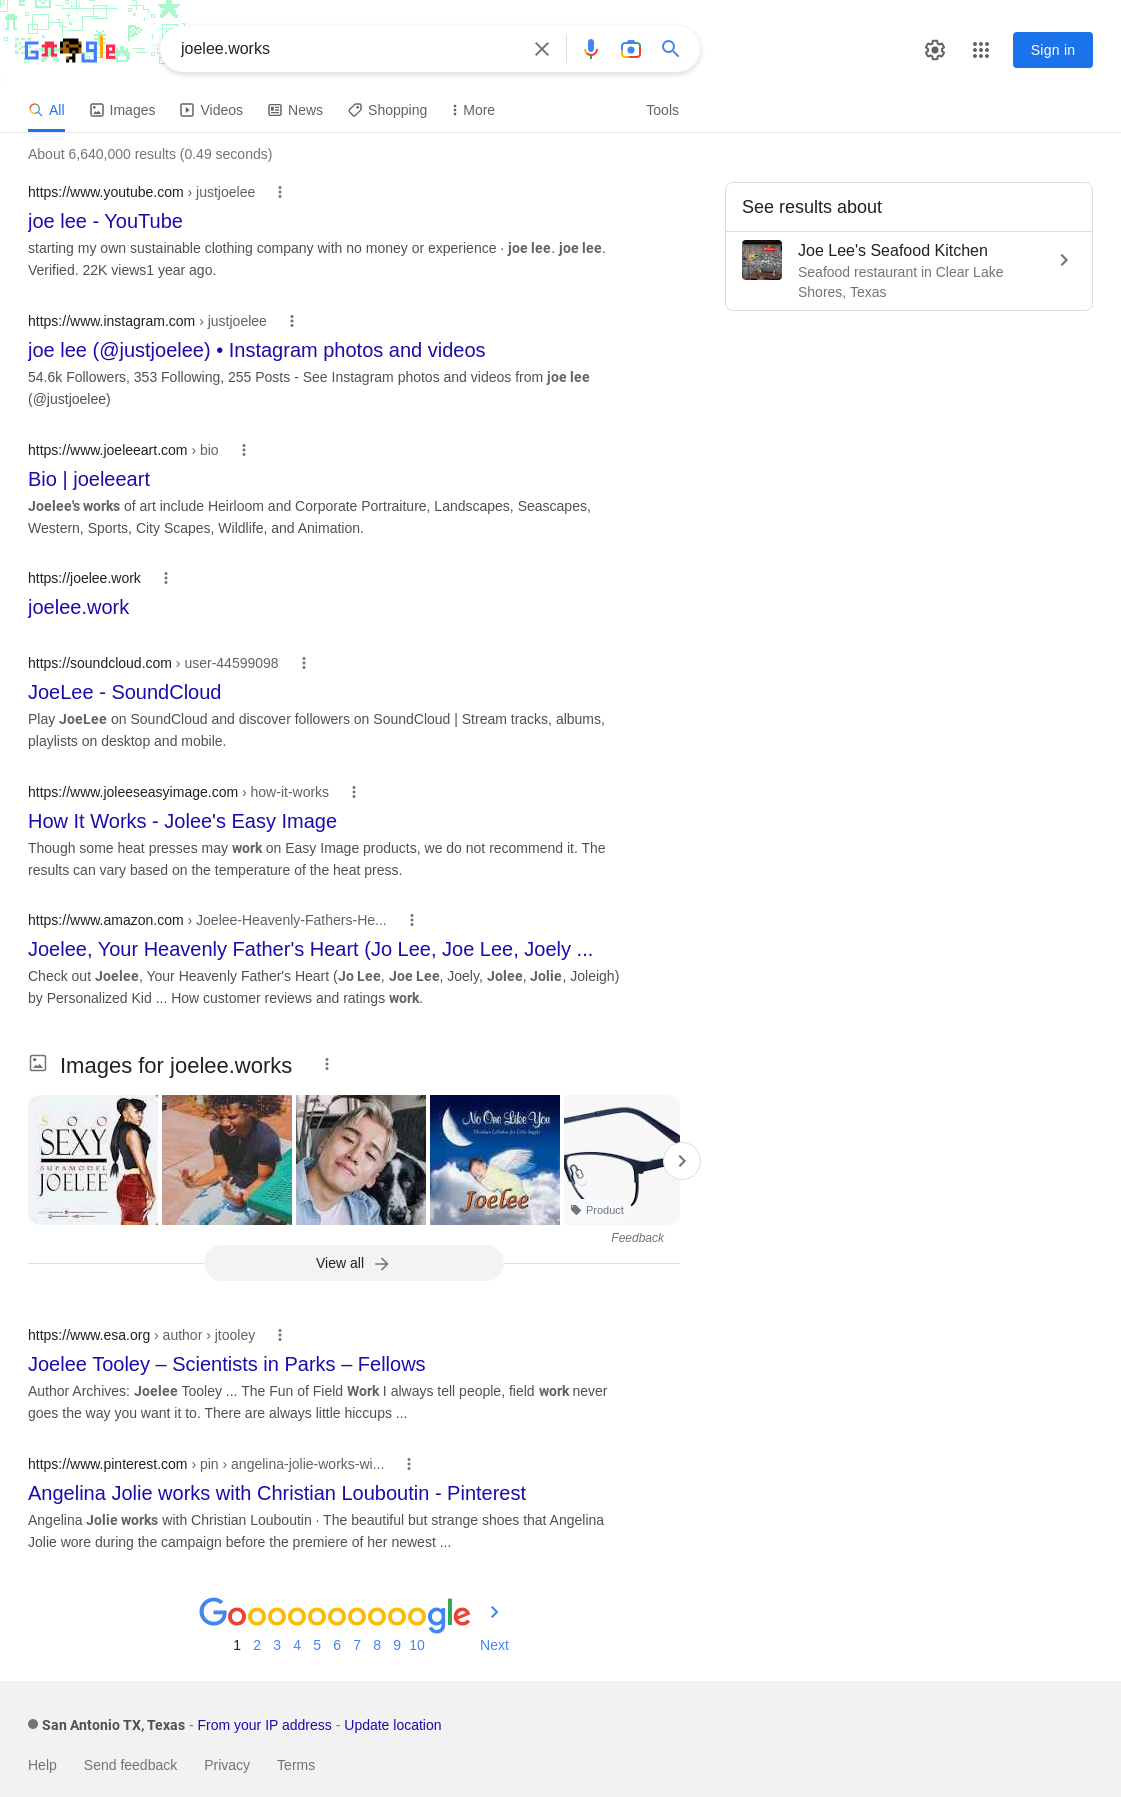 joelee.works
Sign in
All Images Videos News Shopping More Tools
About 6,640,000 results (0.49 seconds)
https://www.youtube.com › justjoelee
joe lee - YouTube
starting my own sustainable clothing company with no money or experience · joe lee. joe lee.
Verified. 22K views1 year ago.
https://www.instagram.com › justjoelee
joe lee (@justjoelee) • Instagram photos and videos
54.6k Followers, 353 Following, 255 Posts - See Instagram photos and videos from joe lee
(@justjoelee)
https://www.joeleeart.com › bio
Bio | joeleeart
Joelee's works of art include Heirloom and Corporate Portraiture, Landscapes, Seascapes,
Western, Sports, City Scapes, Wildlife, and Animation.
https://joelee.work
joelee.work
https://soundcloud.com › user-44599098
JoeLee - SoundCloud
Play JoeLee on SoundCloud and discover followers on SoundCloud | Stream tracks, albums,
playlists on desktop and mobile.
https://www.joleeseasyimage.com › how-it-works
How It Works - Jolee's Easy Image
Though some heat presses may work on Easy Image products, we do not recommend it. The
results can vary based on the temperature of the heat press.
https://www.amazon.com › Joelee-Heavenly-Fathers-He...
Joelee, Your Heavenly Father's Heart (Jo Lee, Joe Lee, Joely ...
Check out Joelee, Your Heavenly Father's Heart (Jo Lee, Joe Lee, Joely, Jolee, Jolie, Joleigh)
by Personalized Kid ... How customer reviews and ratings work.
Images for joelee.works
SOO
SEXY
SUPAMODEL
JOELEE
No One Like You
Joelee
Product
Feedback
View all
https://www.esa.org › author › jtooley
Joelee Tooley – Scientists in Parks – Fellows
Author Archives: Joelee Tooley ... The Fun of Field Work I always tell people, field work never
goes the way you want it to. There are always little hiccups ...
https://www.pinterest.com › pin › angelina-jolie-works-wi...
Angelina Jolie works with Christian Louboutin - Pinterest
Angelina Jolie works with Christian Louboutin · The beautiful but strange shoes that Angelina
Jolie wore during the campaign before the premiere of her newest ...
Goooooooooogle
1 2 3 4 5 6 7 8 9 10 Next
San Antonio TX, Texas - From your IP address - Update location
Help Send feedback Privacy Terms
See results about
Joe Lee's Seafood Kitchen
Seafood restaurant in Clear Lake
Shores, Texas